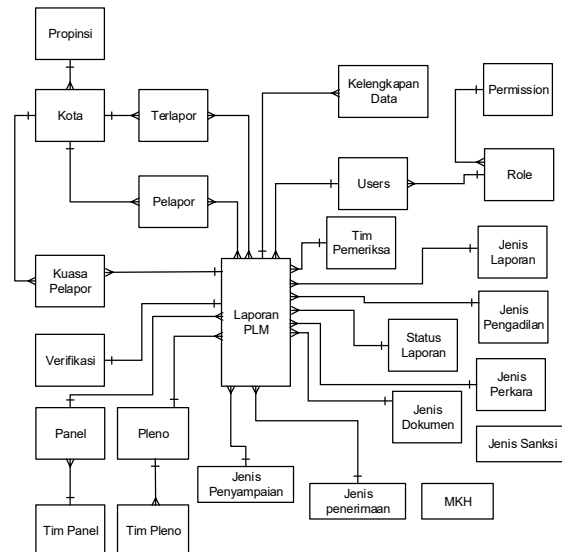 Propinsi
Kota
Terlapor
Kelengkapan
Data
Permission
Pelapor
Users
Role
Kuasa
Pelapor
Laporan
PLM
Tim
Pemeriksa
Jenis
Laporan
Jenis
Pengadilan
Verifikasi
Status
Laporan
Jenis
Perkara
Panel
Pleno
Jenis
Dokumen
Jenis Sanksi
Jenis
Penyampaian
Jenis
penerimaan
MKH
Tim Panel
Tim Pleno